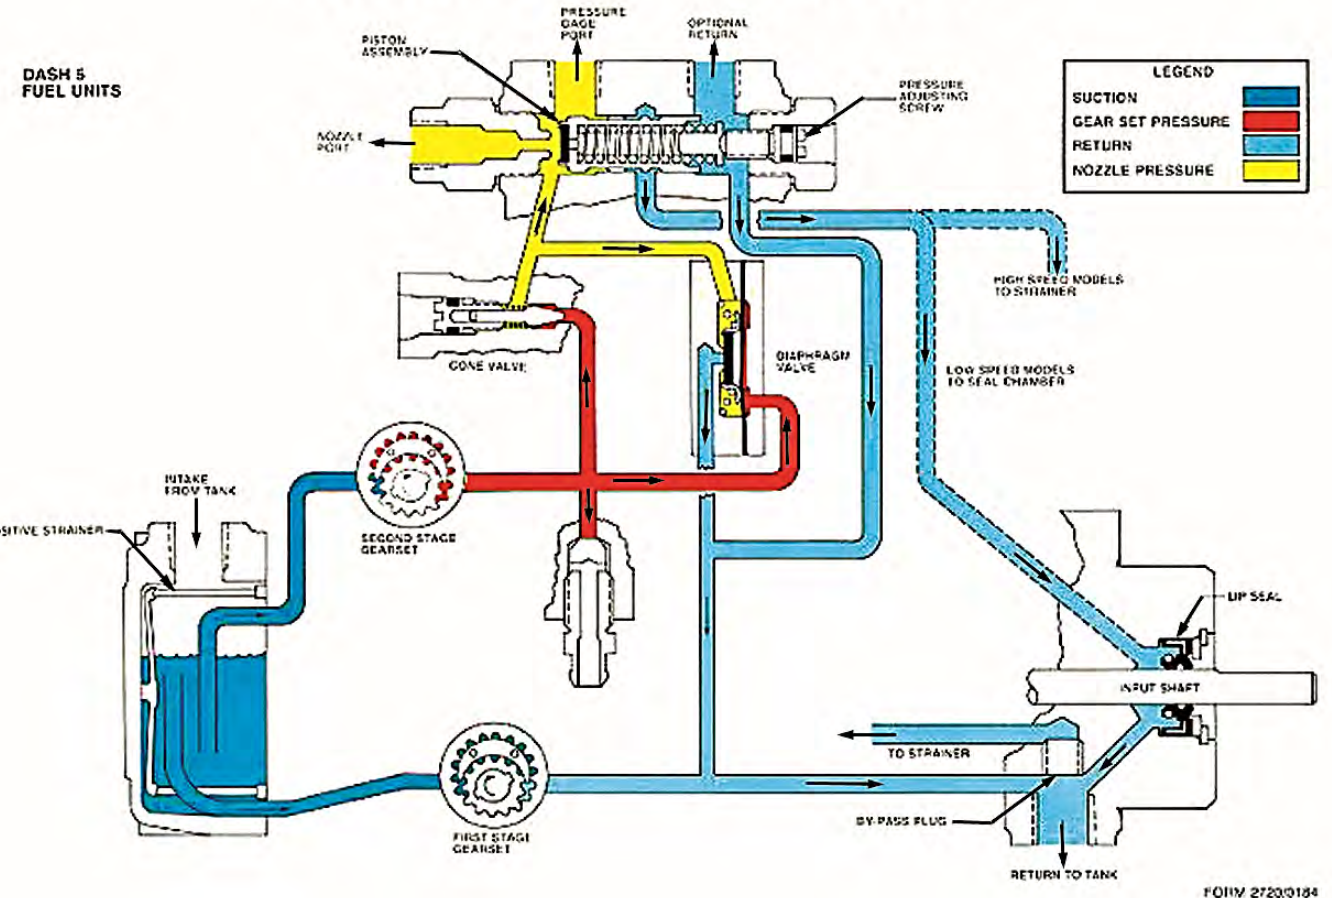 PRESSURE
GAGE
PORT
OPTIONAL
RETURN
PISTON
ASSEMBLY
DASH 5
FUEL UNITS
PRESSURE
ADJUSTING
SCREW
LEGEND
SUCTION
GEAR SET PRESSURE
RETURN
NOZZLE PRESSURE
NOZZLE
PORT
HIGH SPEED MODELS
TO STRAINER
CONE VALVE
DIAPHRAGM
VALVE
LOW SPEED MODELS
TO SEAL CHAMBER
INTAKE
FROM TANK
SITIVE STRAINER
SECOND STAGE
GEARSET
LIP SEAL
INPUT SHAFT
TO STRAINER
BY-PASS PLUG
FIRST STAGE
GEARSET
RETURN TO TANK
FORM 2720/0184